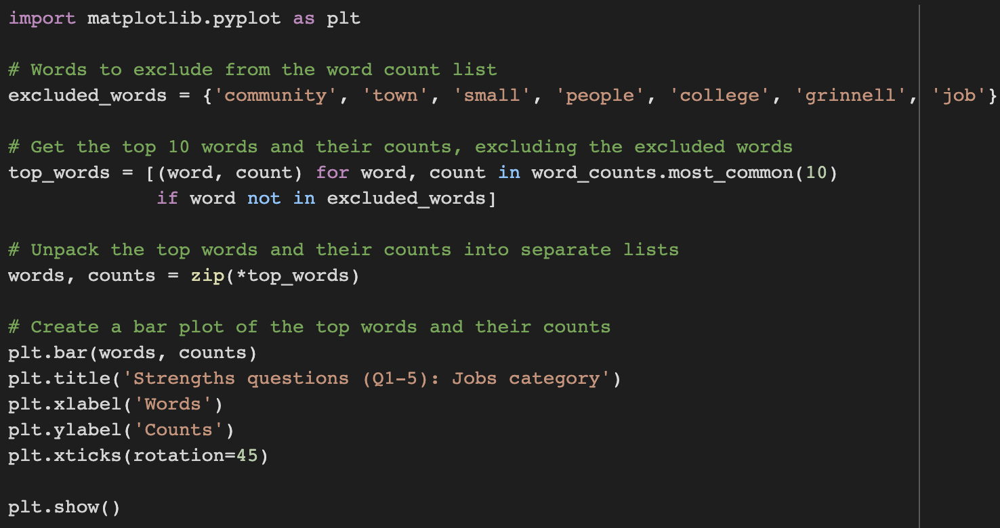 import matplotlib.pyplot as plt
# Words to exclude from the word count list
excluded_words = {'community', 'town', 'small', 'people', 'college', 'grinnell', 'job'}
# Get the top 10 words and their counts, excluding the excluded words
top_words = [(word, count) for word, count in word_counts.most_common(10)
             if word not in excluded_words]
# Unpack the top words and their counts into separate lists
words, counts = zip(*top_words)
# Create a bar plot of the top words and their counts
plt.bar(words, counts)
plt.title('Strengths questions (Q1-5): Jobs category')
plt.xlabel('Words')
plt.ylabel('Counts')
plt.xticks(rotation=45)
plt.show()